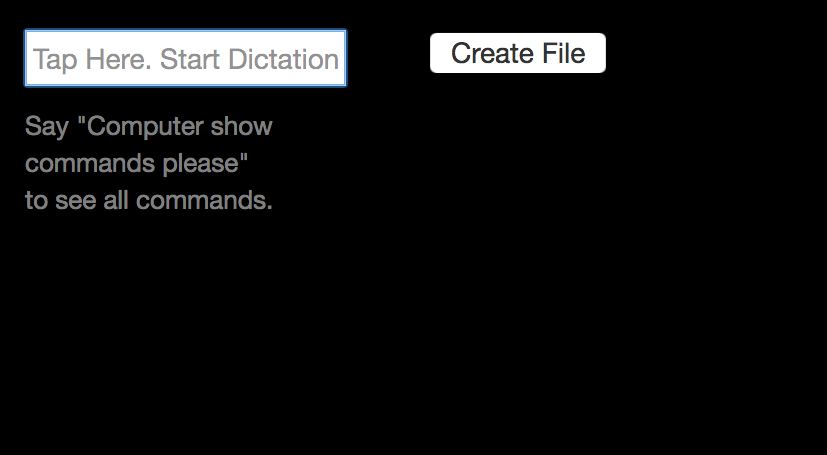 Tap Here. Start Dictation
Create File
Say "Computer show
commands please"
to see all commands.